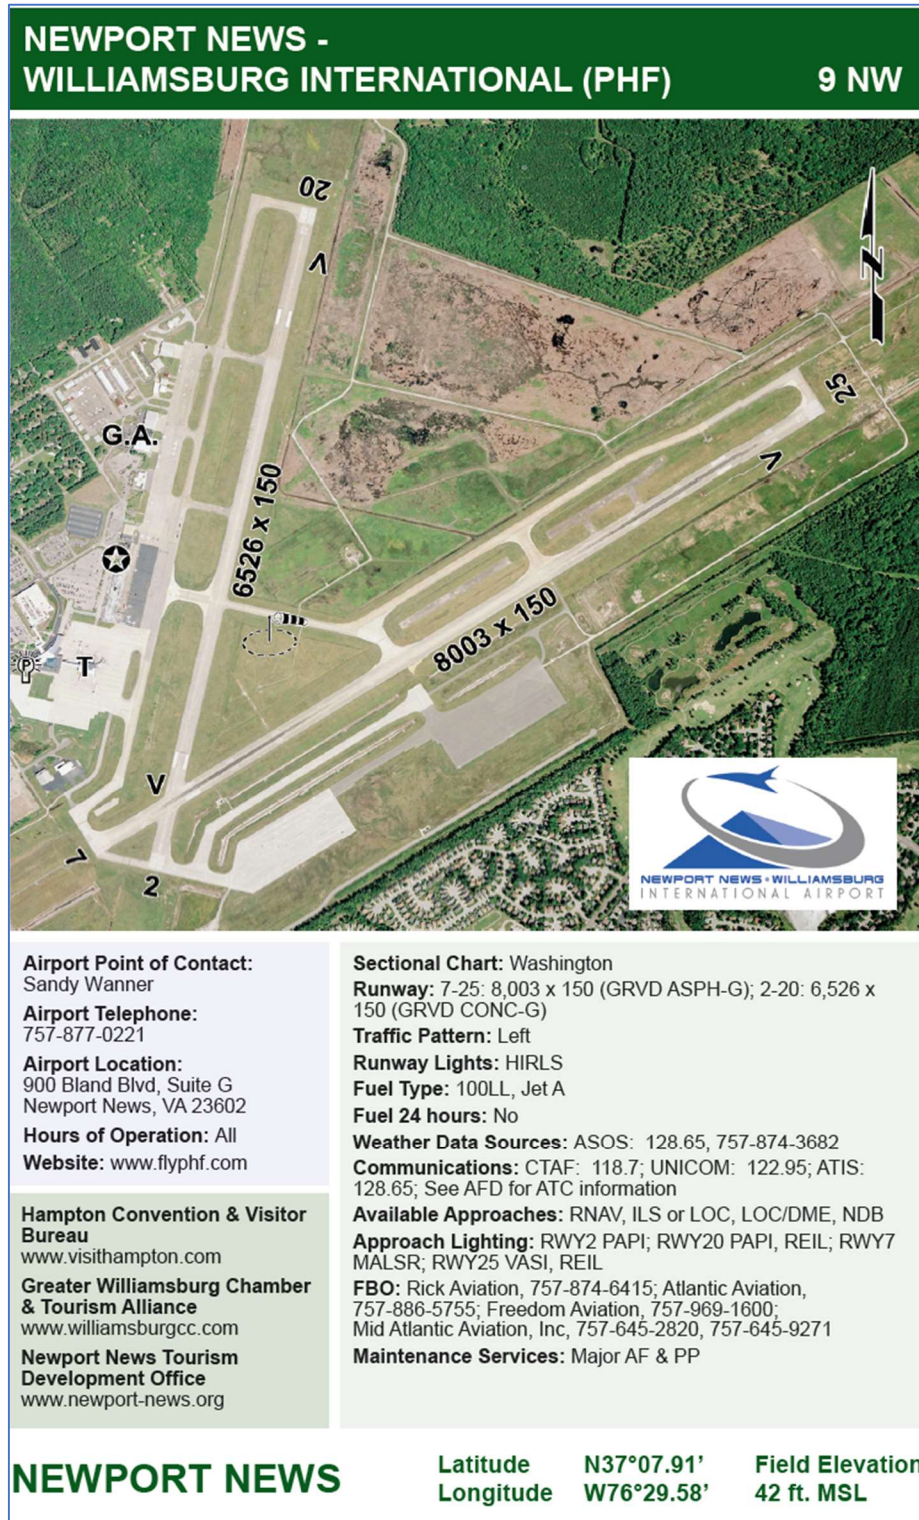 NEWPORT NEWS -
WILLIAMSBURG INTERNATIONAL (PHF) 9 NW
20
N
V
25
G.A.
V
6526 x 150
8003 x 150
P
T
V
7
2
NEWPORT NEWS • WILLIAMSBURG
INTERNATIONAL AIRPORT
Airport Point of Contact:
Sandy Wanner
Airport Telephone:
757-877-0221
Airport Location:
900 Bland Blvd, Suite G
Newport News, VA 23602
Hours of Operation: All
Website: www.flyphf.com
Hampton Convention & Visitor
Bureau
www.visithampton.com
Greater Williamsburg Chamber
& Tourism Alliance
www.williamsburgcc.com
Newport News Tourism
Development Office
www.newport-news.org
Sectional Chart: Washington
Runway: 7-25: 8,003 x 150 (GRVD ASPH-G); 2-20: 6,526 x
150 (GRVD CONC-G)
Traffic Pattern: Left
Runway Lights: HIRLS
Fuel Type: 100LL, Jet A
Fuel 24 hours: No
Weather Data Sources: ASOS: 128.65, 757-874-3682
Communications: CTAF: 118.7; UNICOM: 122.95; ATIS:
128.65; See AFD for ATC information
Available Approaches: RNAV, ILS or LOC, LOC/DME, NDB
Approach Lighting: RWY2 PAPI; RWY20 PAPI, REIL; RWY7
MALSR; RWY25 VASI, REIL
FBO: Rick Aviation, 757-874-6415; Atlantic Aviation,
757-886-5755; Freedom Aviation, 757-969-1600;
Mid Atlantic Aviation, Inc, 757-645-2820, 757-645-9271
Maintenance Services: Major AF & PP
NEWPORT NEWS
Latitude N37°07.91' Field Elevation
Longitude W76°29.58' 42 ft. MSL